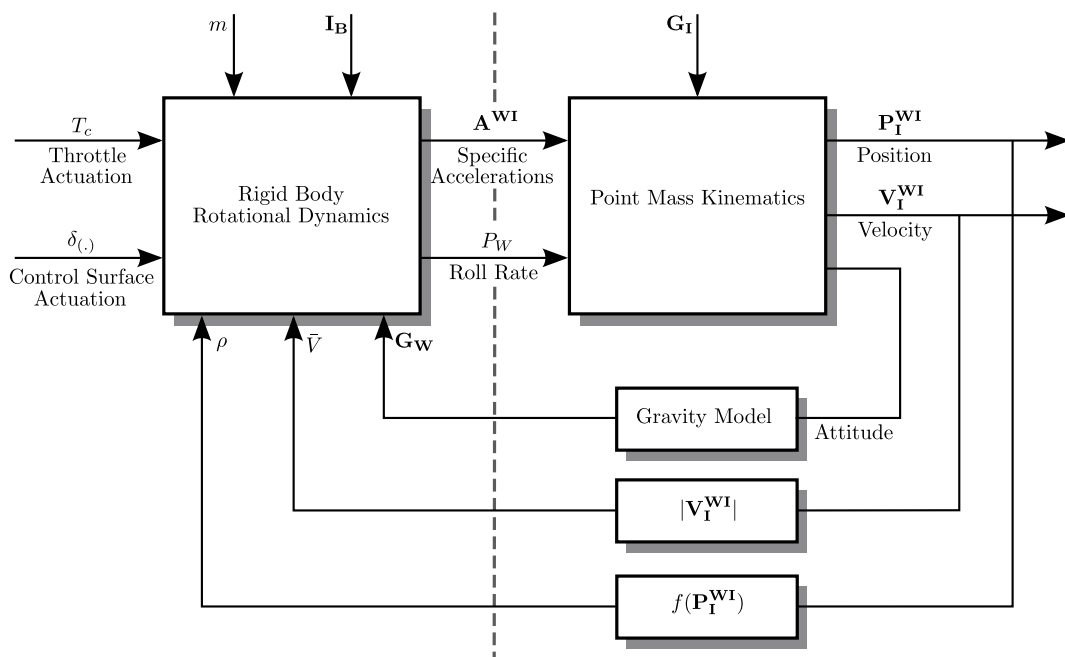 m
I_B
G_I
T_c
Throttle
Actuation
δ_(.)
Control Surface
Actuation
Rigid Body
Rotational Dynamics
A^WI
Specific
Accelerations
P_W
Roll Rate
Point Mass Kinematics
P_I^WI
Position
V_I^WI
Velocity
ρ
V̄
G_W
Gravity Model
Attitude
|V_I^WI|
f(P_I^WI)